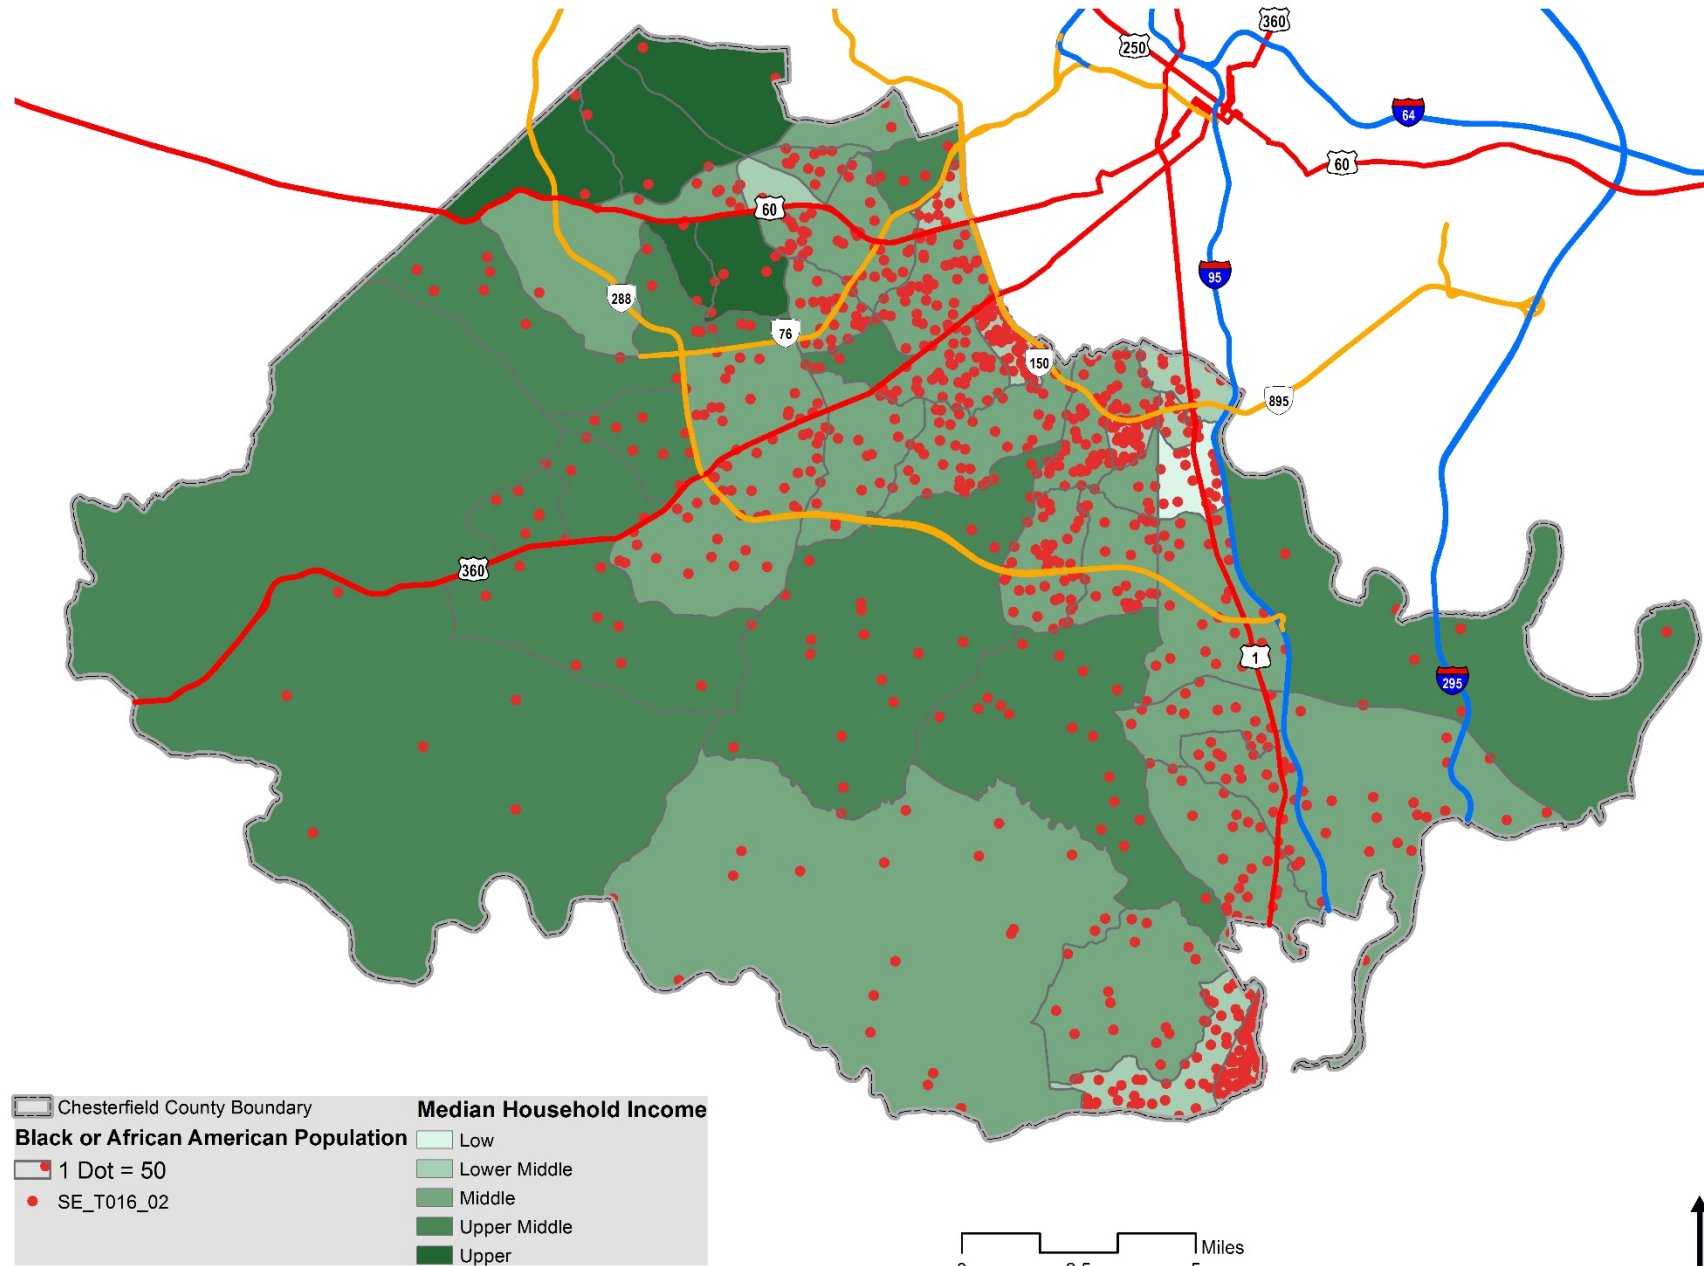 360
250
64
60
60
95
288
76
150
895
360
1
295
Chesterfield County Boundary
Black or African American Population
1 Dot = 50
SE_T016_02
Median Household Income
Low
Lower Middle
Middle
Upper Middle
Upper
Miles